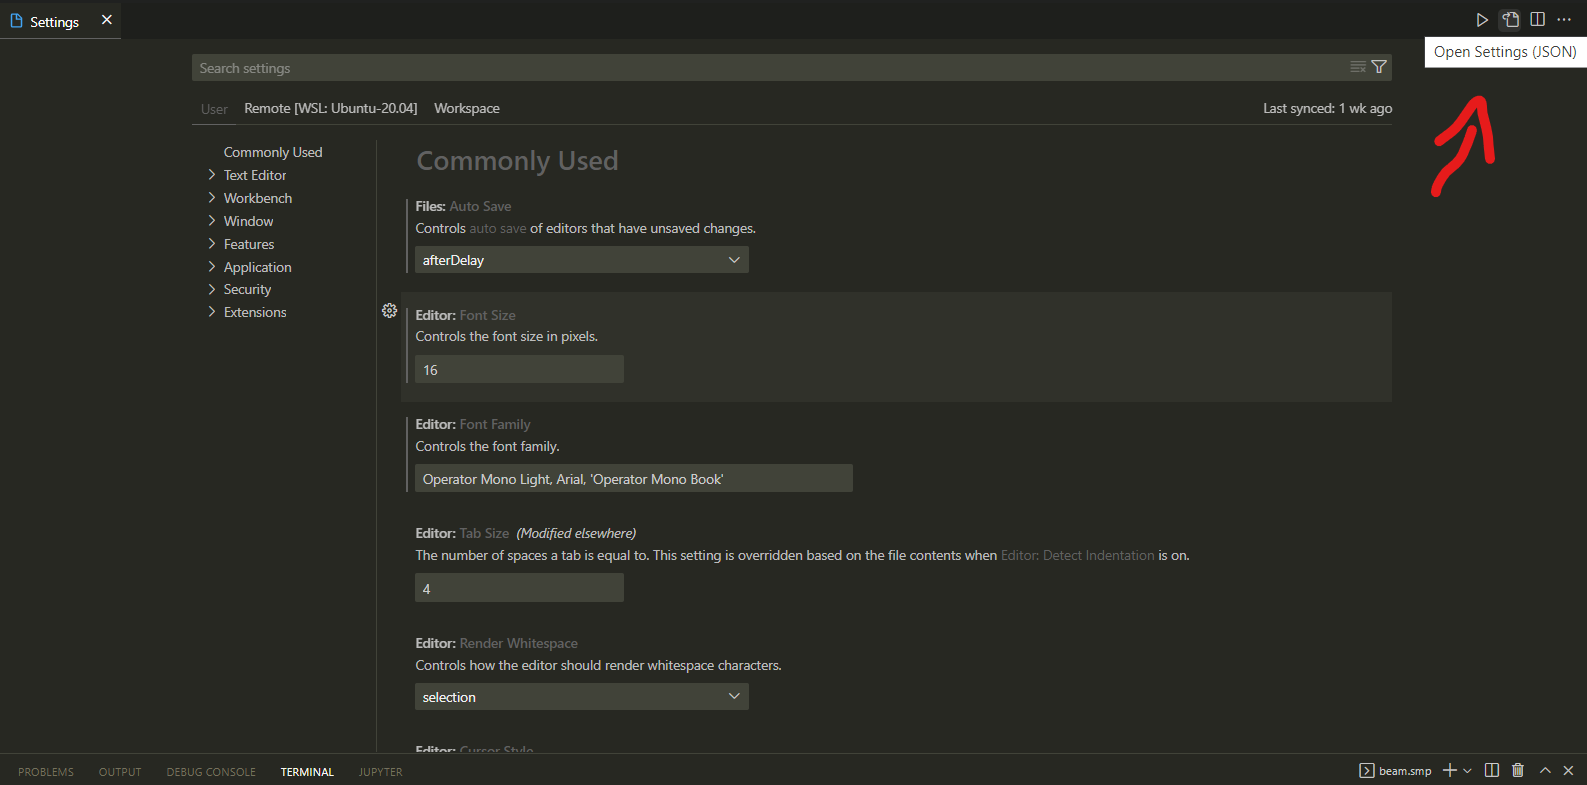 Settings
Open Settings (JSON)
Search settings
User Remote [WSL: Ubuntu-20.04] Workspace Last synced: 1 wk ago
Commonly Used
Text Editor
Workbench
Window
Features
Application
Security
Extensions
Commonly Used
Files: Auto Save
Controls auto save of editors that have unsaved changes.
afterDelay
Editor: Font Size
Controls the font size in pixels.
16
Editor: Font Family
Controls the font family.
Operator Mono Light, Arial, 'Operator Mono Book'
Editor: Tab Size (Modified elsewhere)
The number of spaces a tab is equal to. This setting is overridden based on the file contents when Editor: Detect Indentation is on.
4
Editor: Render Whitespace
Controls how the editor should render whitespace characters.
selection
Editor: Cursor Style
PROBLEMS OUTPUT DEBUG CONSOLE TERMINAL JUPYTER beam.smp